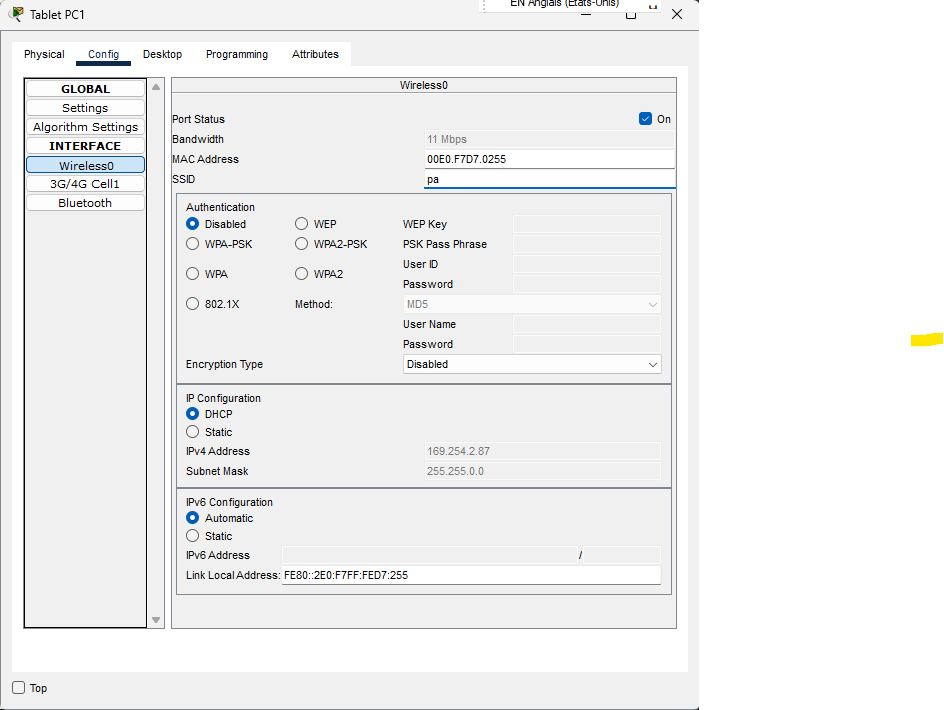 Tablet PC1
EN Anglais (États-Unis)
Physical Config Desktop Programming Attributes
GLOBAL
Settings
Algorithm Settings
INTERFACE
Wireless0
3G/4G Cell1
Bluetooth
Wireless0
Port Status On
Bandwidth 11 Mbps
MAC Address 00E0.F7D7.0255
SSID pa
Authentication
Disabled WEP WEP Key
WPA-PSK WPA2-PSK PSK Pass Phrase
User ID
WPA WPA2
Password
802.1X Method: MD5
User Name
Password
Encryption Type Disabled
IP Configuration
DHCP
Static
IPv4 Address 169.254.2.87
Subnet Mask 255.255.0.0
IPv6 Configuration
Automatic
Static
IPv6 Address /
Link Local Address: FE80::2E0:F7FF:FED7:255
Top